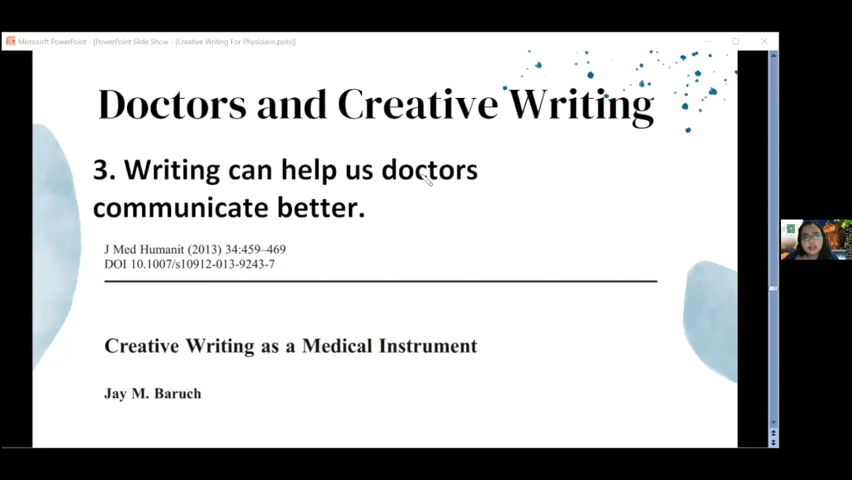 Microsoft PowerPoint - [PowerPoint Slide Show - [Creative Writing For Physicians.pptx]]
Doctors and Creative Writing
3. Writing can help us doctors
communicate better.
J Med Humanit (2013) 34:459–469
DOI 10.1007/s10912-013-9243-7
Creative Writing as a Medical Instrument
Jay M. Baruch